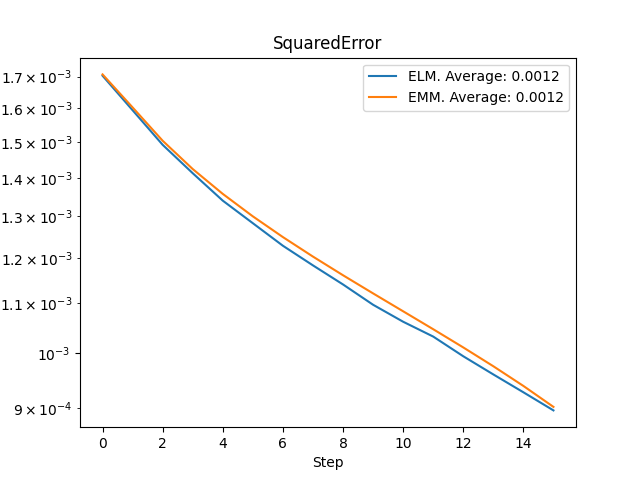 SquaredError
ELM. Average: 0.0012
EMM. Average: 0.0012
1.7 × 10⁻³
1.6 × 10⁻³
1.5 × 10⁻³
1.4 × 10⁻³
1.3 × 10⁻³
1.2 × 10⁻³
1.1 × 10⁻³
10⁻³
9 × 10⁻⁴
0 2 4 6 8 10 12 14
Step